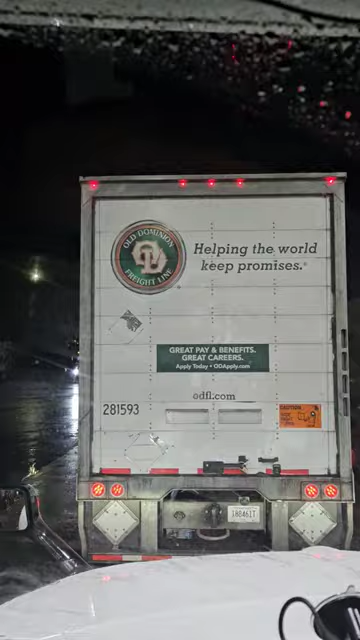 OLD DOMINION
FREIGHT LINE
Helping the world
keep promises.®
GREAT PAY & BENEFITS.
GREAT CAREERS.
Apply Today • ODApply.com
odfl.com
281593
CAUTION